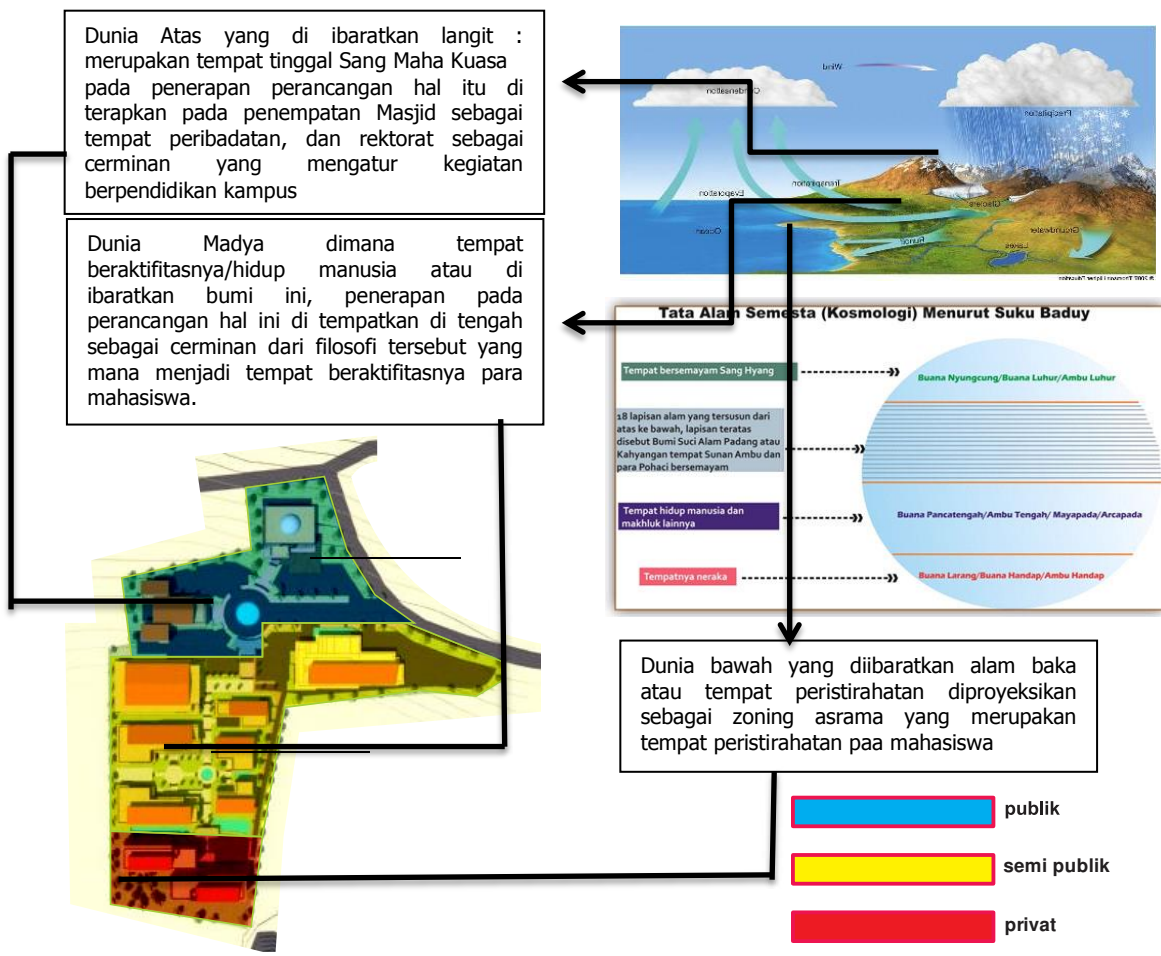 Dunia Atas yang di ibaratkan langit :
merupakan tempat tinggal Sang Maha Kuasa
pada penerapan perancangan hal itu di
terapkan pada penempatan Masjid sebagai
tempat peribadatan, dan rektorat sebagai
cerminan yang mengatur kegiatan
berpendidikan kampus
Dunia Madya dimana tempat
beraktifitasnya/hidup manusia atau di
ibaratkan bumi ini, penerapan pada
perancangan hal ini di tempatkan di tengah
sebagai cerminan dari filosofi tersebut yang
mana menjadi tempat beraktifitasnya para
mahasiswa.
Wind
Condensation
Precipitation
Transpiration
Evaporation
Glaciers
Ocean
Runoff
Groundwater
Lakes
Tata Alam Semesta (Kosmologi) Menurut Suku Baduy
Tempat bersemayam Sang Hyang
Buana Nyungcung/Buana Luhur/Ambu Luhur
18 lapisan alam yang tersusun dari
atas ke bawah, lapisan teratas
disebut Bumi Suci Alam Padang atau
Kahyangan tempat Sunan Ambu dan
para Pohaci bersemayam
Tempat hidup manusia dan
makhluk lainnya
Buana Pancatengah/Ambu Tengah/ Mayapada/Arcapada
Tempatnya neraka
Buana Larang/Buana Handap/Ambu Handap
Dunia bawah yang diibaratkan alam baka
atau tempat peristirahatan diproyeksikan
sebagai zoning asrama yang merupakan
tempat peristirahatan paa mahasiswa
publik
semi publik
privat